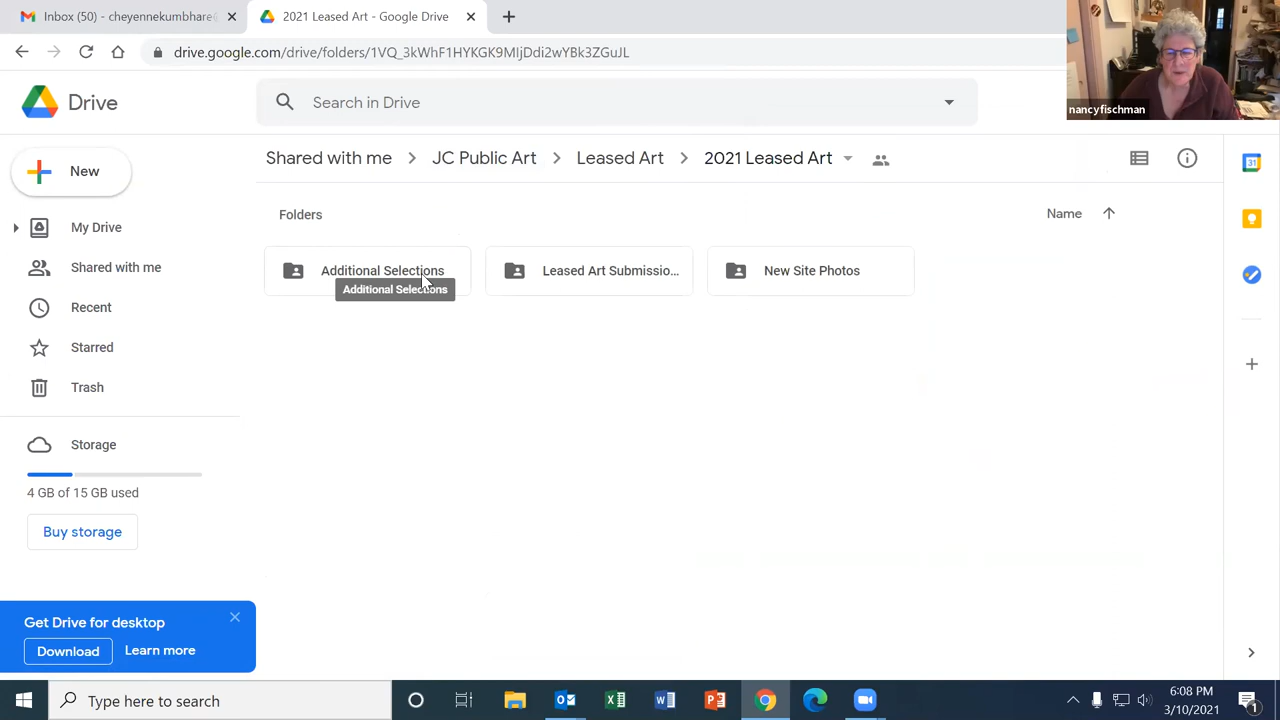 Inbox (50) - cheyennekumbhare@
2021 Leased Art - Google Drive
drive.google.com/drive/folders/1VQ_3kWhF1HYKGK9MIjDdi2wYBk3ZGuJL
nancyfischman
Drive
Search in Drive
New
Shared with me
JC Public Art
Leased Art
2021 Leased Art
Folders
Name
My Drive
Shared with me
Recent
Starred
Trash
Storage
4 GB of 15 GB used
Buy storage
Additional Selections
Additional Selections
Leased Art Submissio...
New Site Photos
31
Get Drive for desktop
Download
Learn more
Type here to search
6:08 PM
3/10/2021
1